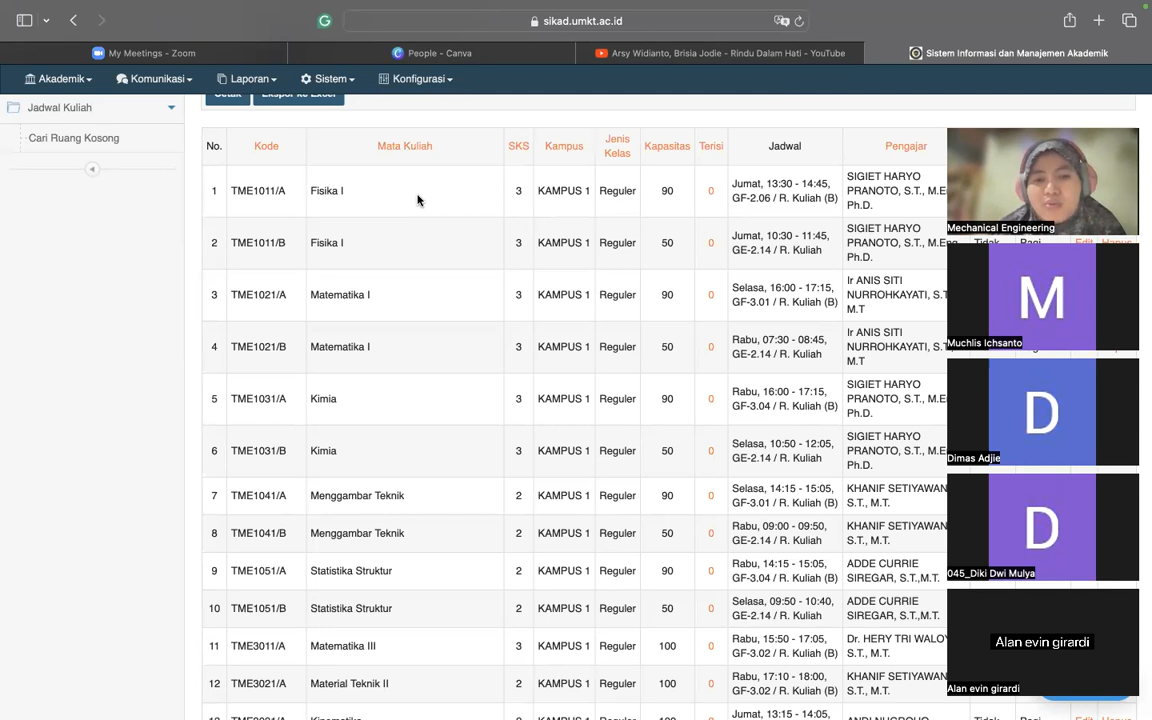 sikad.umkt.ac.id
My Meetings - Zoom
People - Canva
Arsy Widianto, Brisia Jodie - Rindu Dalam Hati - YouTube
Sistem Informasi dan Manajemen Akademik
Akademik
Komunikasi
Laporan
Sistem
Konfigurasi
Jadwal Kuliah
Cari Ruang Kosong
Cetak
Ekspor ke Excel
No. Kode Mata Kuliah SKS Kampus Jenis Kelas Kapasitas Terisi Jadwal Pengajar
1 TME1011/A Fisika I 3 KAMPUS 1 Reguler 90 0 Jumat, 13:30 - 14:45, GF-2.06 / R. Kuliah (B) SIGIET HARYO PRANOTO, S.T., M.E Ph.D.
2 TME1011/B Fisika I 3 KAMPUS 1 Reguler 50 0 Jumat, 10:30 - 11:45, GE-2.14 / R. Kuliah SIGIET HARYO PRANOTO, S.T., M.Eng Ph.D. Tidak Pagi Edit Hapus
3 TME1021/A Matematika I 3 KAMPUS 1 Reguler 90 0 Selasa, 16:00 - 17:15, GF-3.01 / R. Kuliah (B) Ir ANIS SITI NURROHKAYATI, S.T M.T
4 TME1021/B Matematika I 3 KAMPUS 1 Reguler 50 0 Rabu, 07:30 - 08:45, GE-2.14 / R. Kuliah Ir ANIS SITI NURROHKAYATI, S.T., M.T
5 TME1031/A Kimia 3 KAMPUS 1 Reguler 90 0 Rabu, 16:00 - 17:15, GF-3.04 / R. Kuliah (B) SIGIET HARYO PRANOTO, S.T., M.E Ph.D.
6 TME1031/B Kimia 3 KAMPUS 1 Reguler 50 0 Selasa, 10:50 - 12:05, GE-2.14 / R. Kuliah SIGIET HARYO PRANOTO, S.T., M.E Ph.D.
7 TME1041/A Menggambar Teknik 2 KAMPUS 1 Reguler 90 0 Selasa, 14:15 - 15:05, GF-3.01 / R. Kuliah (B) KHANIF SETIYAWAN S.T., M.T.
8 TME1041/B Menggambar Teknik 2 KAMPUS 1 Reguler 50 0 Rabu, 09:00 - 09:50, GE-2.14 / R. Kuliah KHANIF SETIYAWAN S.T., M.T.
9 TME1051/A Statistika Struktur 2 KAMPUS 1 Reguler 90 0 Rabu, 14:15 - 15:05, GF-3.04 / R. Kuliah (B) ADDE CURRIE SIREGAR, S.T.,M.T.
10 TME1051/B Statistika Struktur 2 KAMPUS 1 Reguler 50 0 Selasa, 09:50 - 10:40, GE-2.14 / R. Kuliah ADDE CURRIE SIREGAR, S.T.,M.T.
11 TME3011/A Matematika III 3 KAMPUS 1 Reguler 100 0 Rabu, 15:50 - 17:05, GF-3.02 / R. Kuliah (B) Dr. HERY TRI WALOY S.T., M.T.
12 TME3021/A Material Teknik II 2 KAMPUS 1 Reguler 100 0 Rabu, 17:10 - 18:00, GF-3.02 / R. Kuliah (B) KHANIF SETIYAWAN S.T., M.T.
Jumat, 13:15 - 14:05,
Mechanical Engineering
M
Muchlis Ichsanto
D
Dimas Adjie
D
045_Diki Dwi Mulya
Alan evin girardi
Alan evin girardi